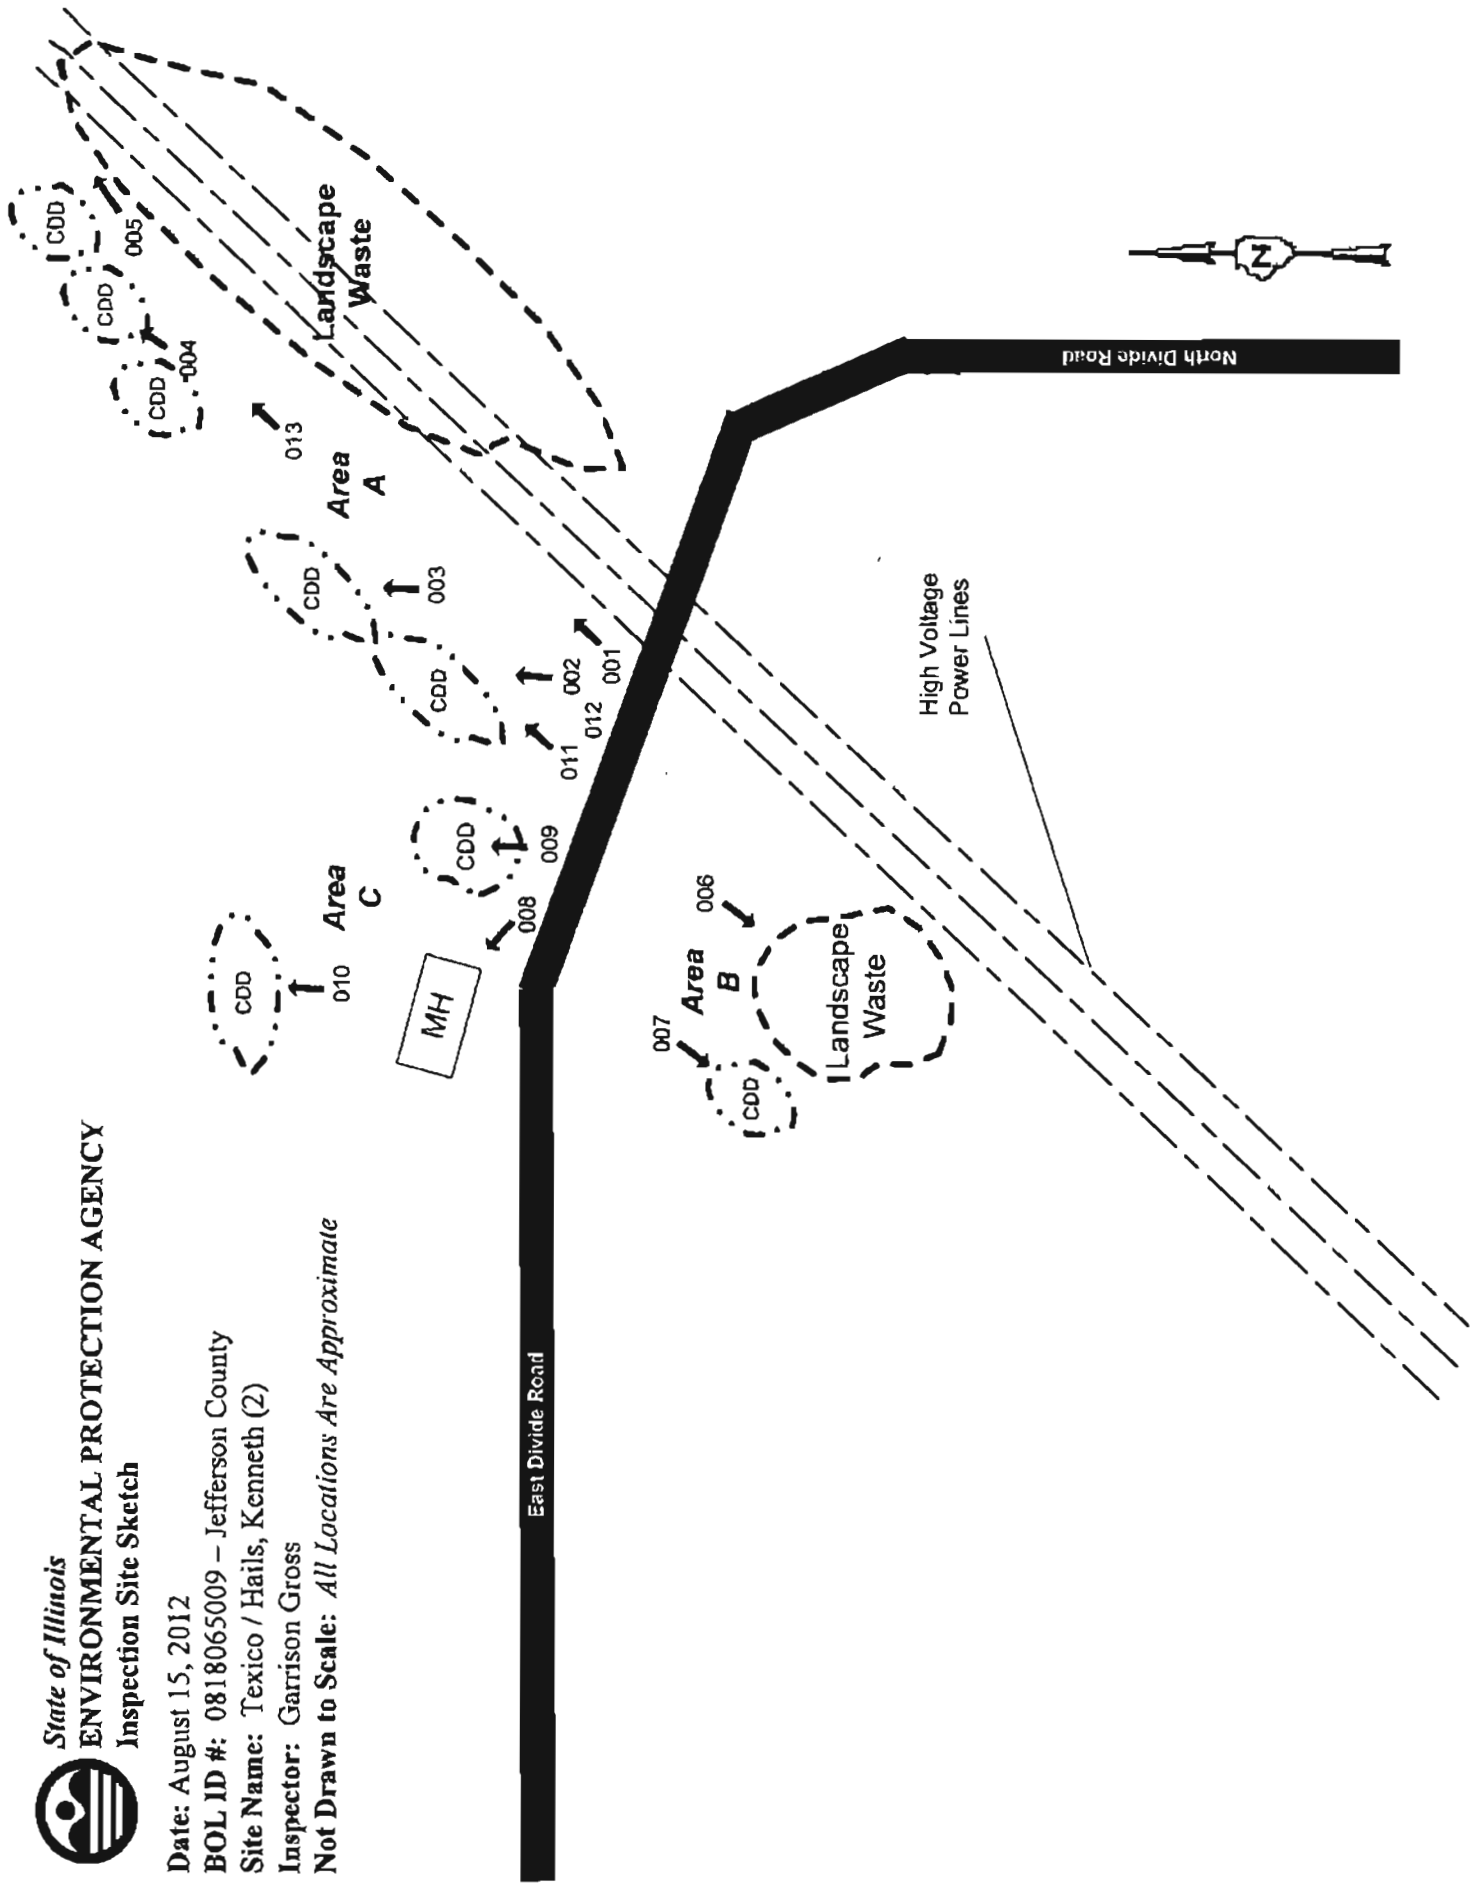 State of Illinois
ENVIRONMENTAL PROTECTION AGENCY
Inspection Site Sketch
Date: August 15, 2012
BOL ID #: 0818065009 – Jefferson County
Site Name: Texico / Hails, Kenneth (2)
Inspector: Garrison Gross
Not Drawn to Scale: All Locations Are Approximate
CDD
CDD
005
CDD
004
013
Landscape
Waste
Area
A
CDD
003
CDD
002
001
012
011
CDD
009
Area
C
CDD
010
008
MH
006
Area
B
007
CDD
Landscape
Waste
East Divide Road
North Divide Road
High Voltage
Power Lines
N